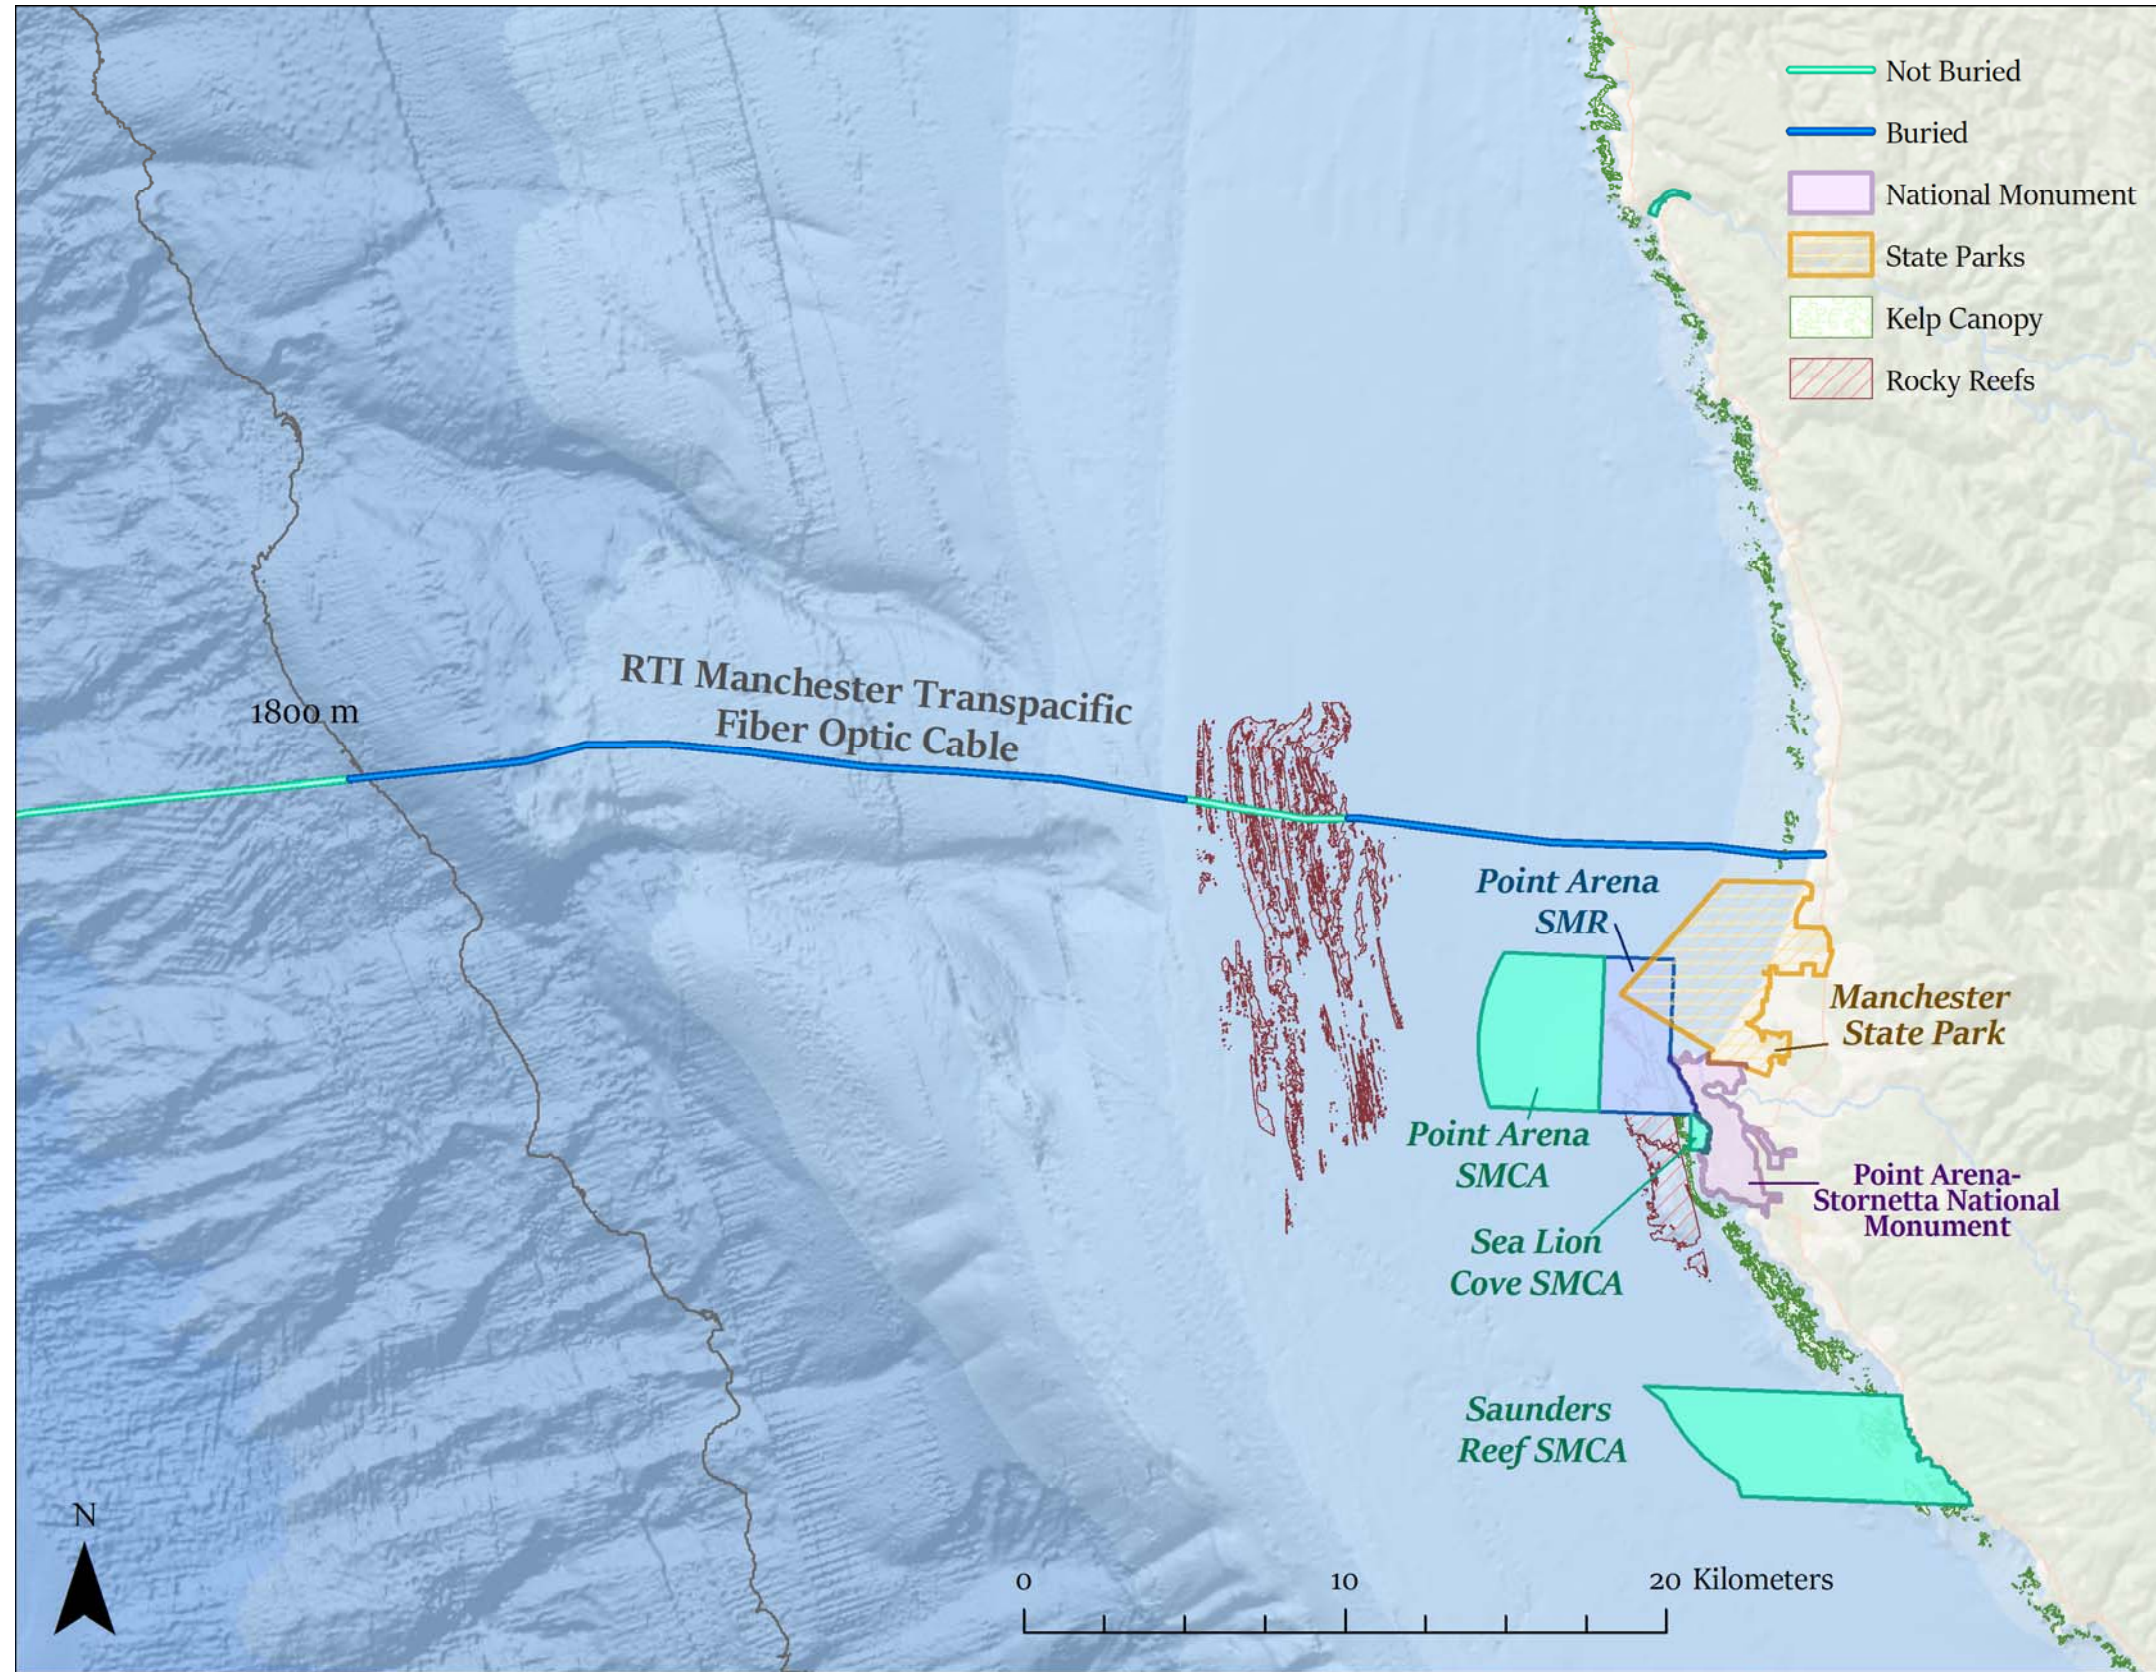 Not Buried
Buried
National Monument
State Parks
Kelp Canopy
Rocky Reefs
RTI Manchester Transpacific
Fiber Optic Cable
1800 m
Point Arena
SMR
Manchester
State Park
Point Arena
SMCA
Point Arena-
Stornetta National
Monument
Sea Lion
Cove SMCA
Saunders
Reef SMCA
N
0 10 20 Kilometers